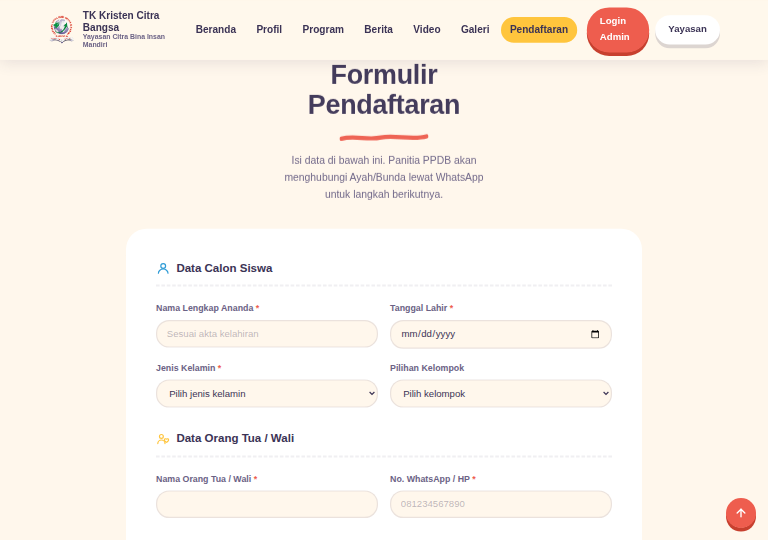 TK Kristen Citra
Bangsa
Yayasan Citra Bina Insan
Mandiri
Beranda
Profil
Program
Berita
Video
Galeri
Pendaftaran
Login
Admin
Yayasan
Formulir
Pendaftaran
Isi data di bawah ini. Panitia PPDB akan
menghubungi Ayah/Bunda lewat WhatsApp
untuk langkah berikutnya.
Data Calon Siswa
Nama Lengkap Ananda *
Tanggal Lahir *
Sesuai akta kelahiran
mm/dd/yyyy
Jenis Kelamin *
Pilihan Kelompok
Pilih jenis kelamin
Pilih kelompok
Data Orang Tua / Wali
Nama Orang Tua / Wali *
No. WhatsApp / HP *
081234567890